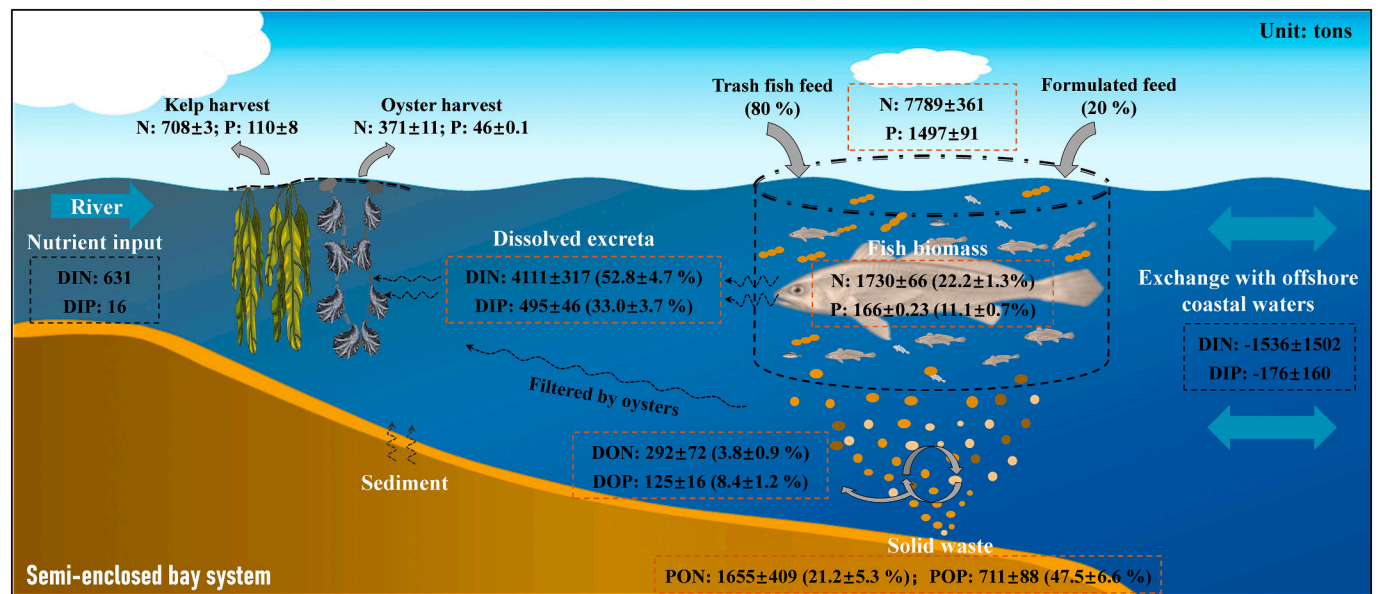 Unit: tons
Kelp harvest
N: 708±3; P: 110±8
Oyster harvest
N: 371±11; P: 46±0.1
Trash fish feed
(80 %)
N: 7789±361
P: 1497±91
Formulated feed
(20 %)
River
Nutrient input
DIN: 631
DIP: 16
Dissolved excreta
DIN: 4111±317 (52.8±4.7 %)
DIP: 495±46 (33.0±3.7 %)
Fish biomass
N: 1730±66 (22.2±1.3%)
P: 166±0.23 (11.1±0.7%)
Exchange with offshore
coastal waters
DIN: -1536±1502
DIP: -176±160
Filtered by oysters
DON: 292±72 (3.8±0.9 %)
DOP: 125±16 (8.4±1.2 %)
Sediment
Solid waste
PON: 1655±409 (21.2±5.3 %); POP: 711±88 (47.5±6.6 %)
Semi-enclosed bay system